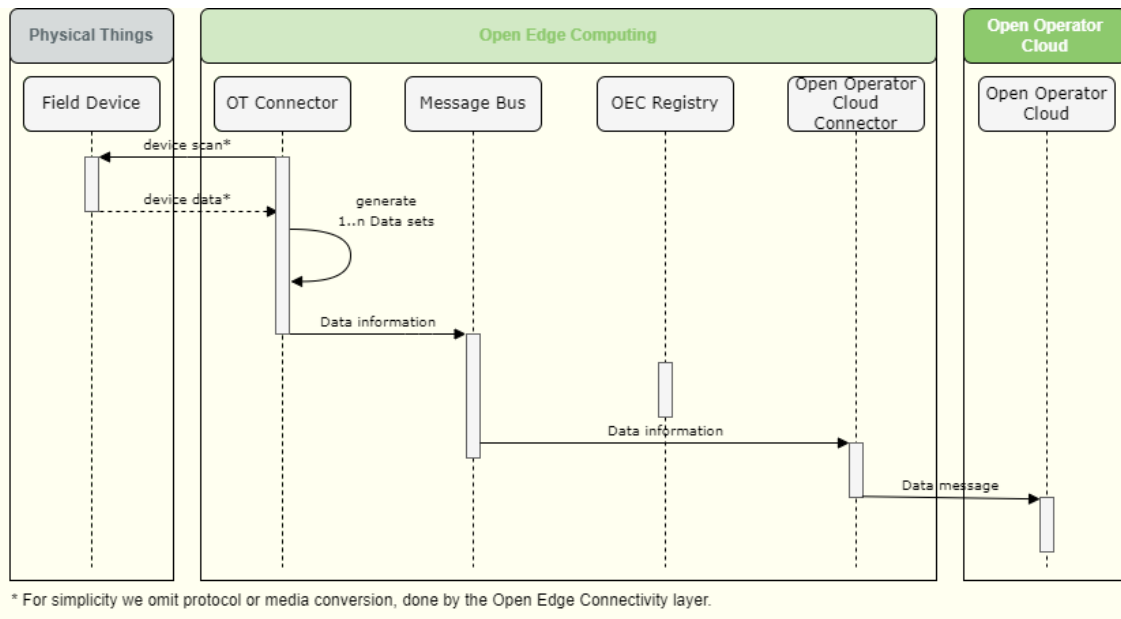 Physical Things
Open Edge Computing
Open Operator
Cloud
Field Device
OT Connector
Message Bus
OEC Registry
Open Operator
Cloud
Connector
Open Operator
Cloud
device scan*
device data*
generate
1..n Data sets
Data information
Data information
Data message
* For simplicity we omit protocol or media conversion, done by the Open Edge Connectivity layer.